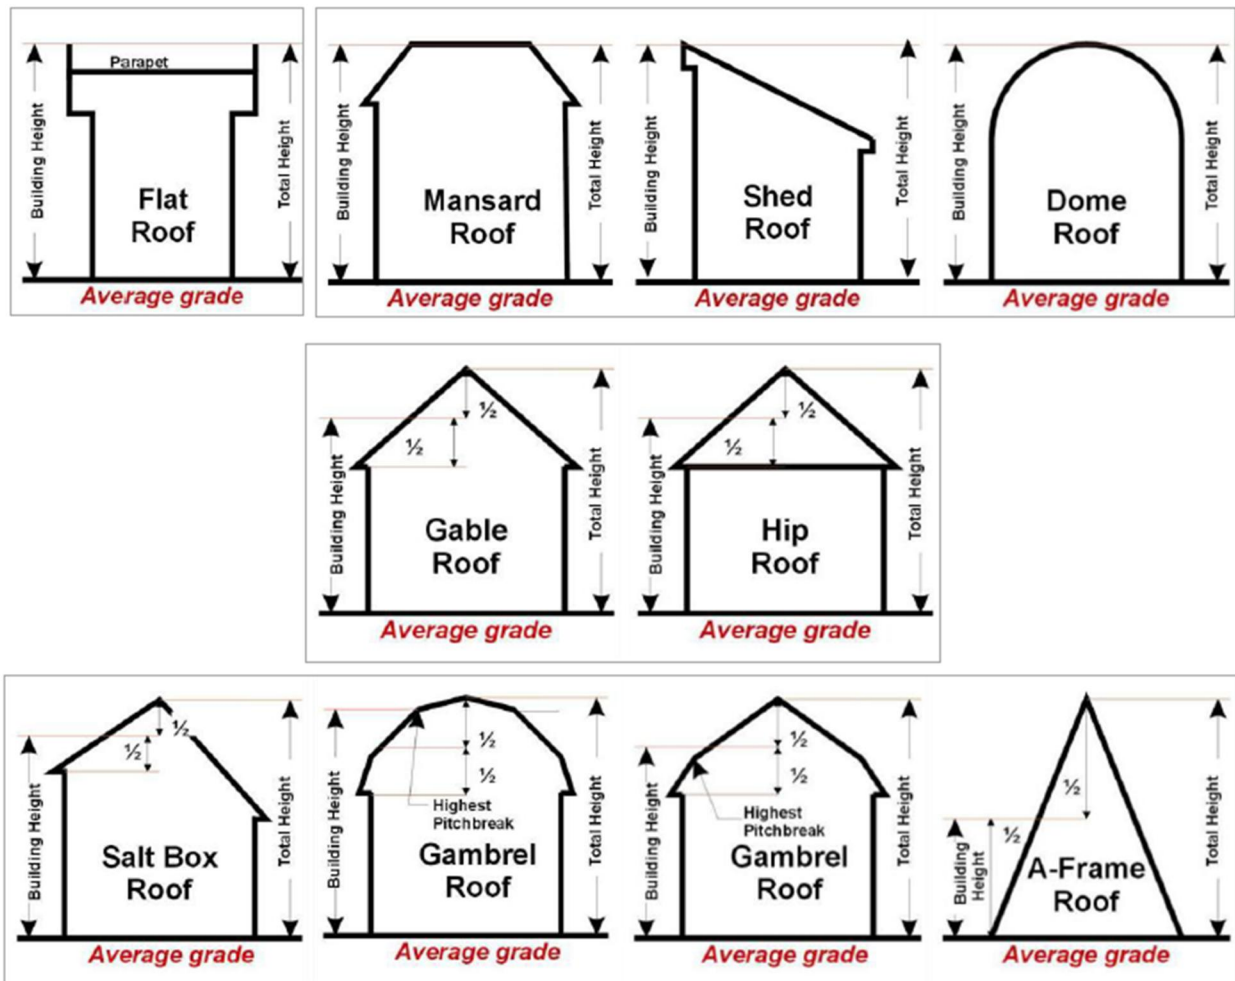 Building Height
Parapet
Flat
Roof
Total Height
Average grade
Building Height
Mansard
Roof
Total Height
Average grade
Building Height
Shed
Roof
Total Height
Average grade
Building Height
Dome
Roof
Total Height
Average grade
Building Height
½
½
Gable
Roof
Total Height
Average grade
Building Height
½
½
Hip
Roof
Total Height
Average grade
Building Height
½
½
Salt Box
Roof
Total Height
Average grade
Building Height
½
½
Highest
Pitchbreak
Gambrel
Roof
Total Height
Average grade
Building Height
½
½
Highest
Pitchbreak
Gambrel
Roof
Total Height
Average grade
Building
Height
½
½
A-Frame
Roof
Total Height
Average grade